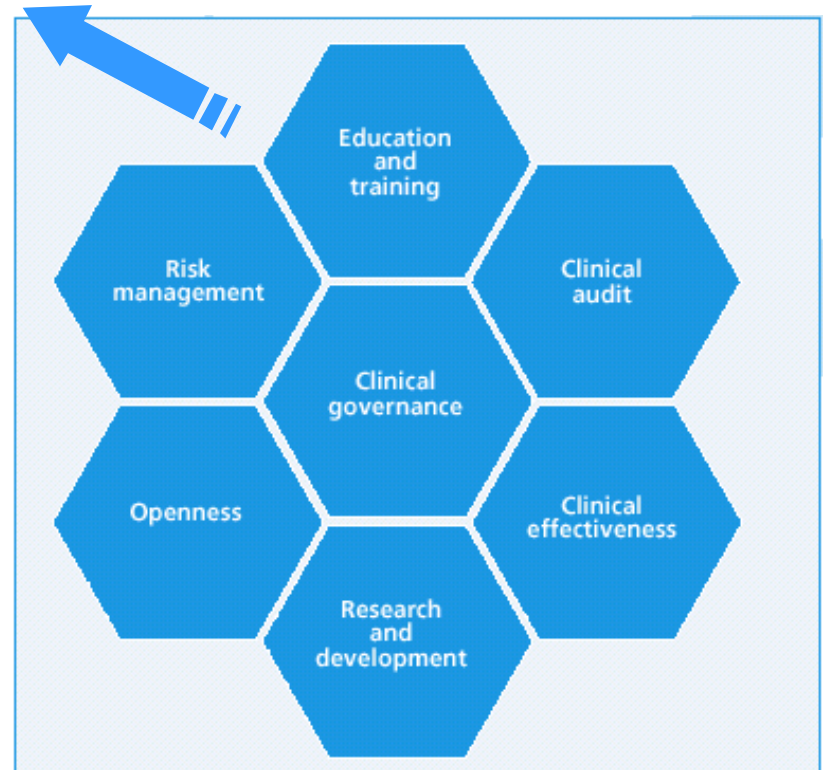 Education
and
training
Risk
management
Clinical
audit
Clinical
governance
Openness
Clinical
effectiveness
Research
and
development